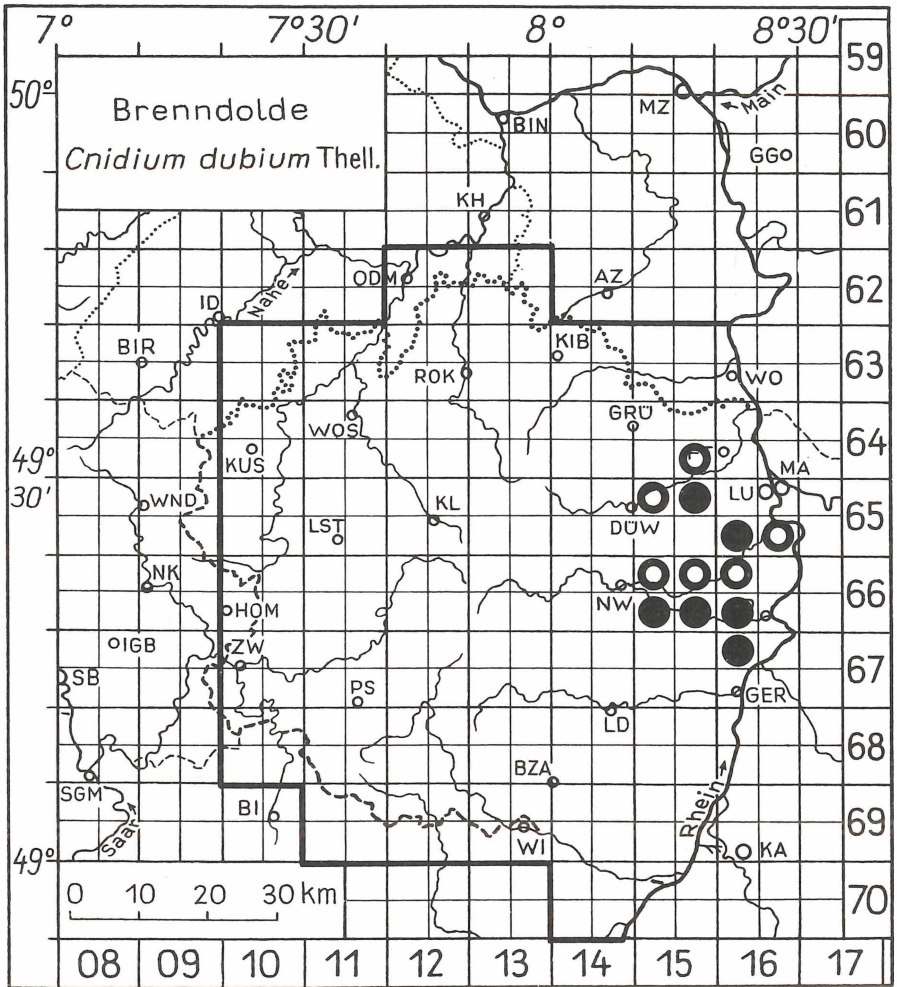 7° 7°30' 8° 8°30'
59
50°
Brenndolde
Cnidium dubium Thell.
MZ
Main
BIN
60
GG
KH
61
ODM
AZ
62
Nahe
ID
KIB
BIR
ROK
63
WO
GRÜ
WOS
64
KUS
49°
30'
MA
LU
WND
KL
65
LST
DÜW
NK
NW
66
HOM
IGB
ZW
67
SB
PS
GER
LD
68
BZA
SGM
BI
Rhein
69
Saar
WI
KA
49°
70
0 10 20 30 km
08 09 10 11 12 13 14 15 16 17